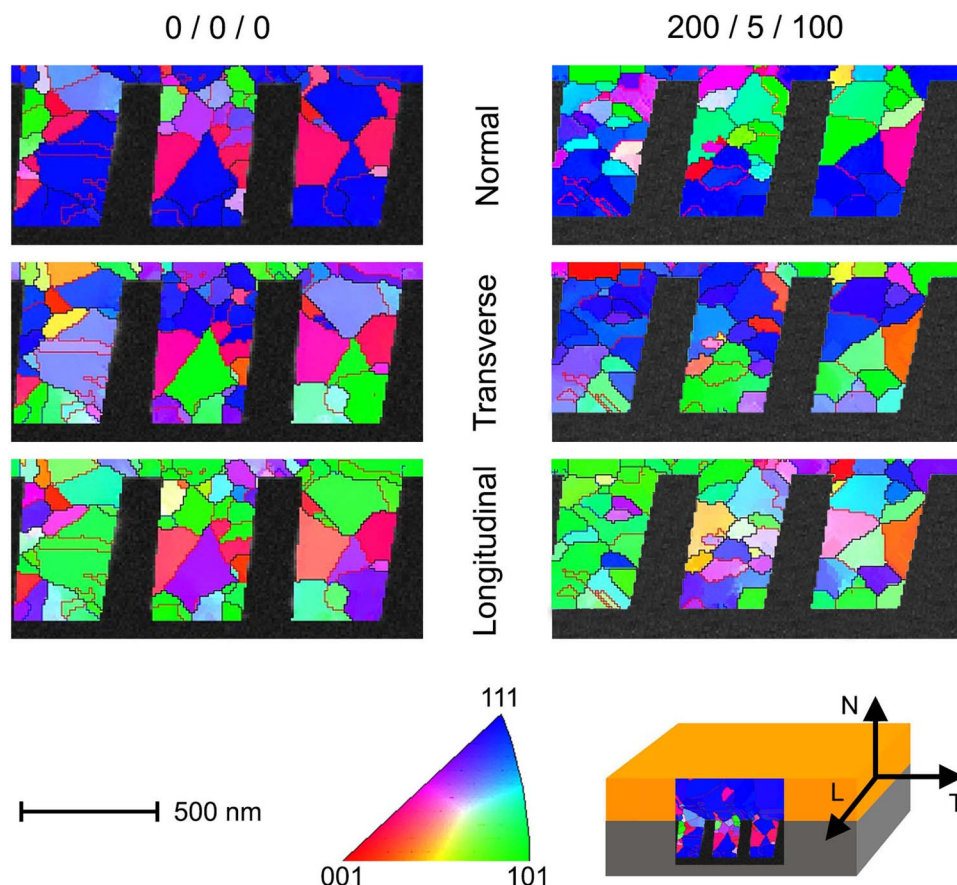 0 / 0 / 0
200 / 5 / 100
Normal
Transverse
Longitudinal
500 nm
111
001
101
N
T
L